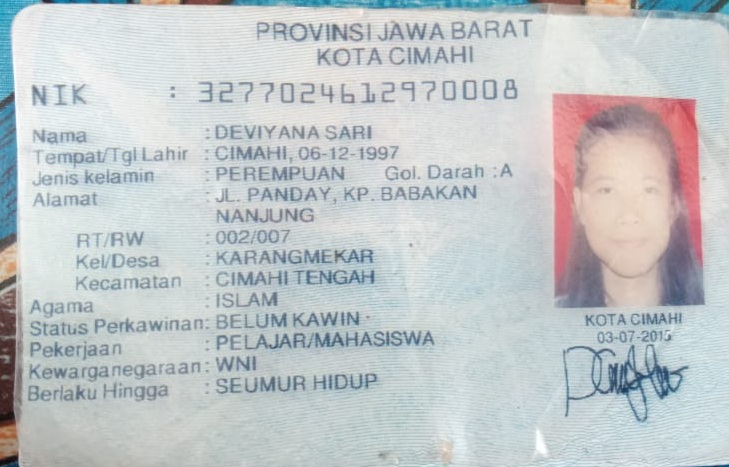 PROVINSI JAWA BARAT
KOTA CIMAHI
NIK : 3277024612970008
Nama : DEVIYANA SARI
Tempat/Tgl Lahir : CIMAHI, 06-12-1997
Jenis kelamin : PEREMPUAN Gol. Darah :A
Alamat : JL. PANDAY, KP. BABAKAN
NANJUNG
RT/RW : 002/007
Kel/Desa : KARANGMEKAR
Kecamatan : CIMAHI TENGAH
Agama : ISLAM
Status Perkawinan: BELUM KAWIN
Pekerjaan : PELAJAR/MAHASISWA
Kewarganegaraan: WNI
Berlaku Hingga : SEUMUR HIDUP
KOTA CIMAHI
03-07-2015